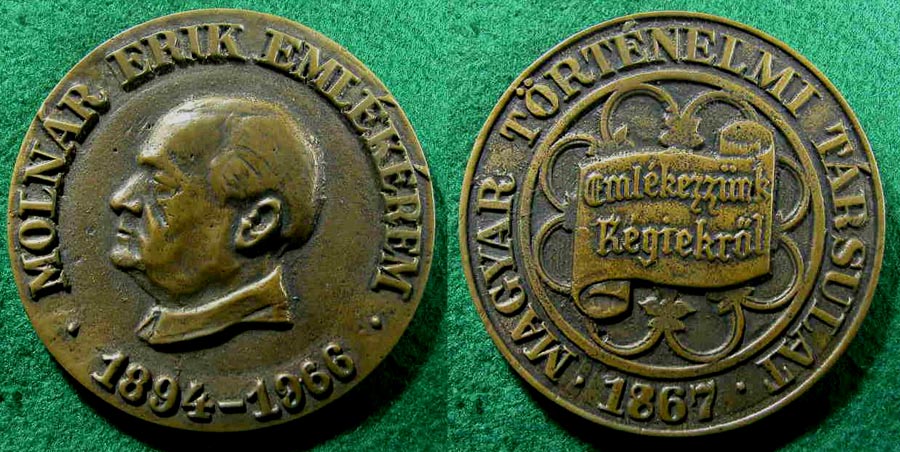 MOLNÁR ERIK EMLÉKÉREM
· 1894-1966 ·
MAGYAR TÖRTÉNELMI TÁRSULAT
· 1867 ·
Emlékezzünk
Régiekről